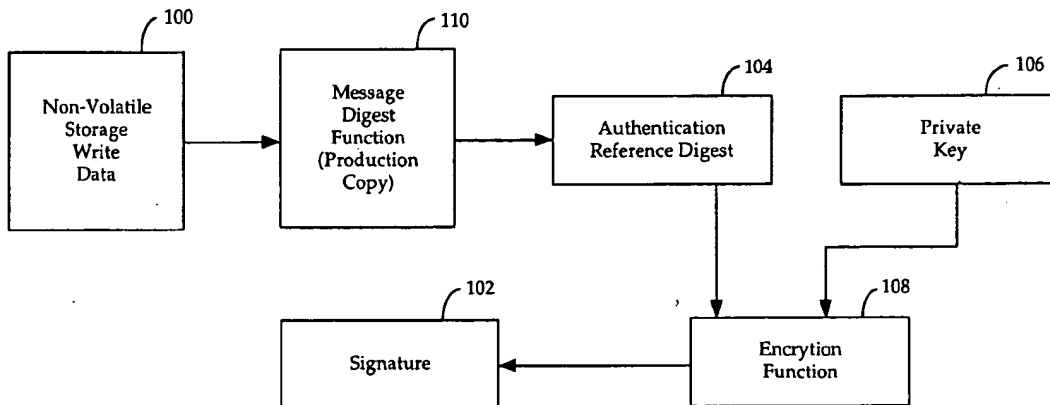 100
Non-Volatile
Storage
Write
Data
110
Message
Digest
Function
(Production
Copy)
104
Authentication
Reference Digest
106
Private
Key
102
Signature
108
Encrytion
Function